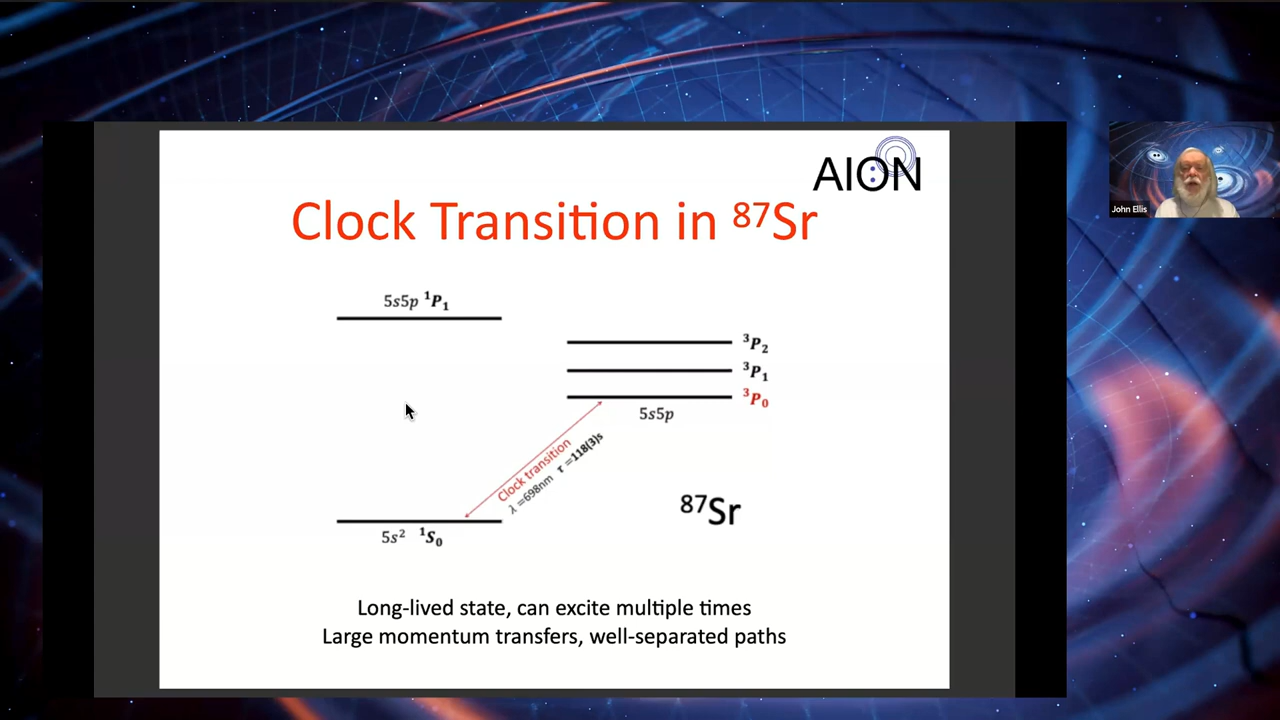 AION
Clock Transition in ⁸⁷Sr
5s5p ¹P₁
³P₂
³P₁
³P₀
5s5p
Clock transition
λ =698nm τ =118(3)s
⁸⁷Sr
5s² ¹S₀
Long-lived state, can excite multiple times
Large momentum transfers, well-separated paths
John Ellis